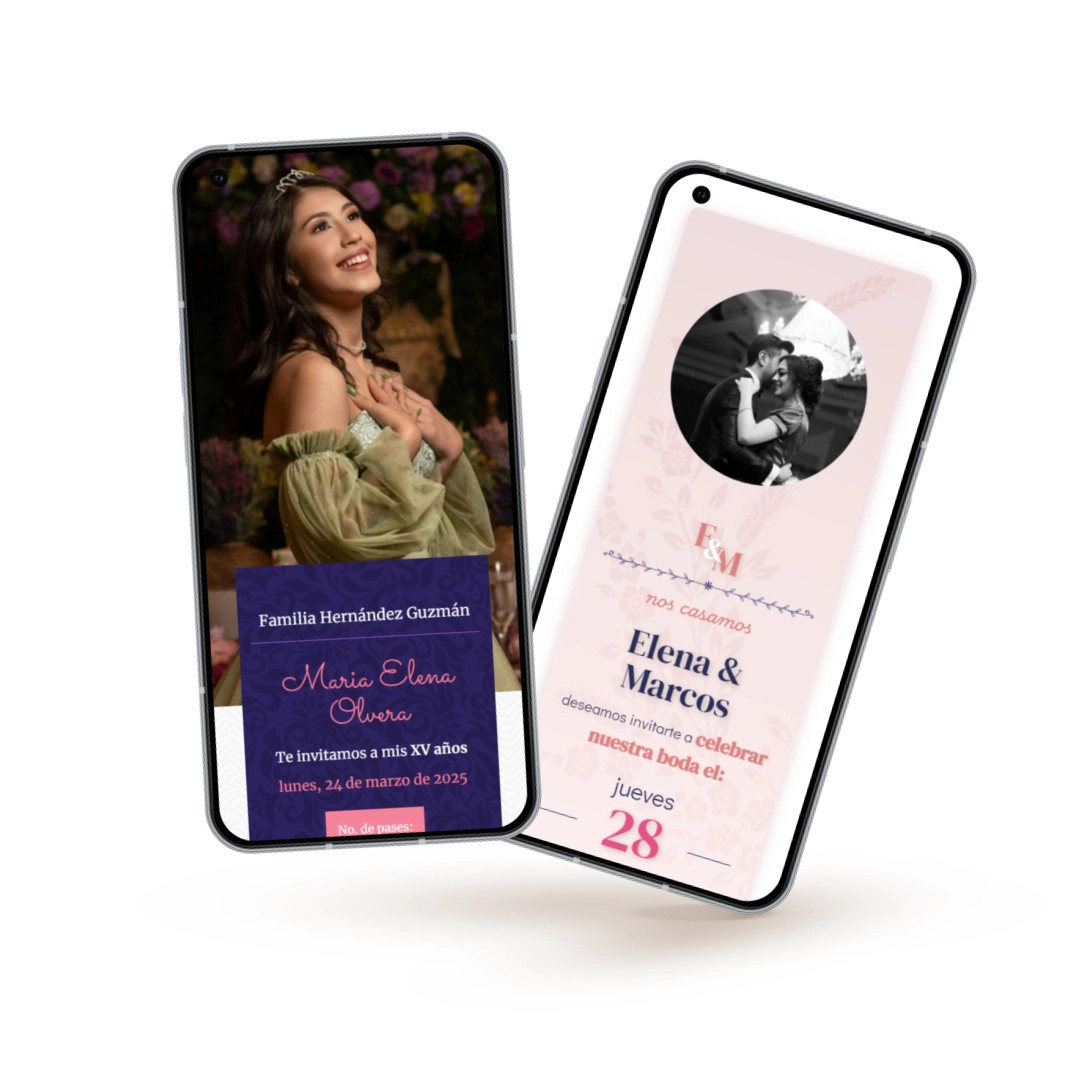 Familia Hernández Guzmán
Maria Elena
Olvera
Te invitamos a mis XV años
lunes, 24 de marzo de 2025
No. de pases:
E&M
nos casamos
Elena &
Marcos
deseamos invitarte a celebrar
nuestra boda el:
jueves
28